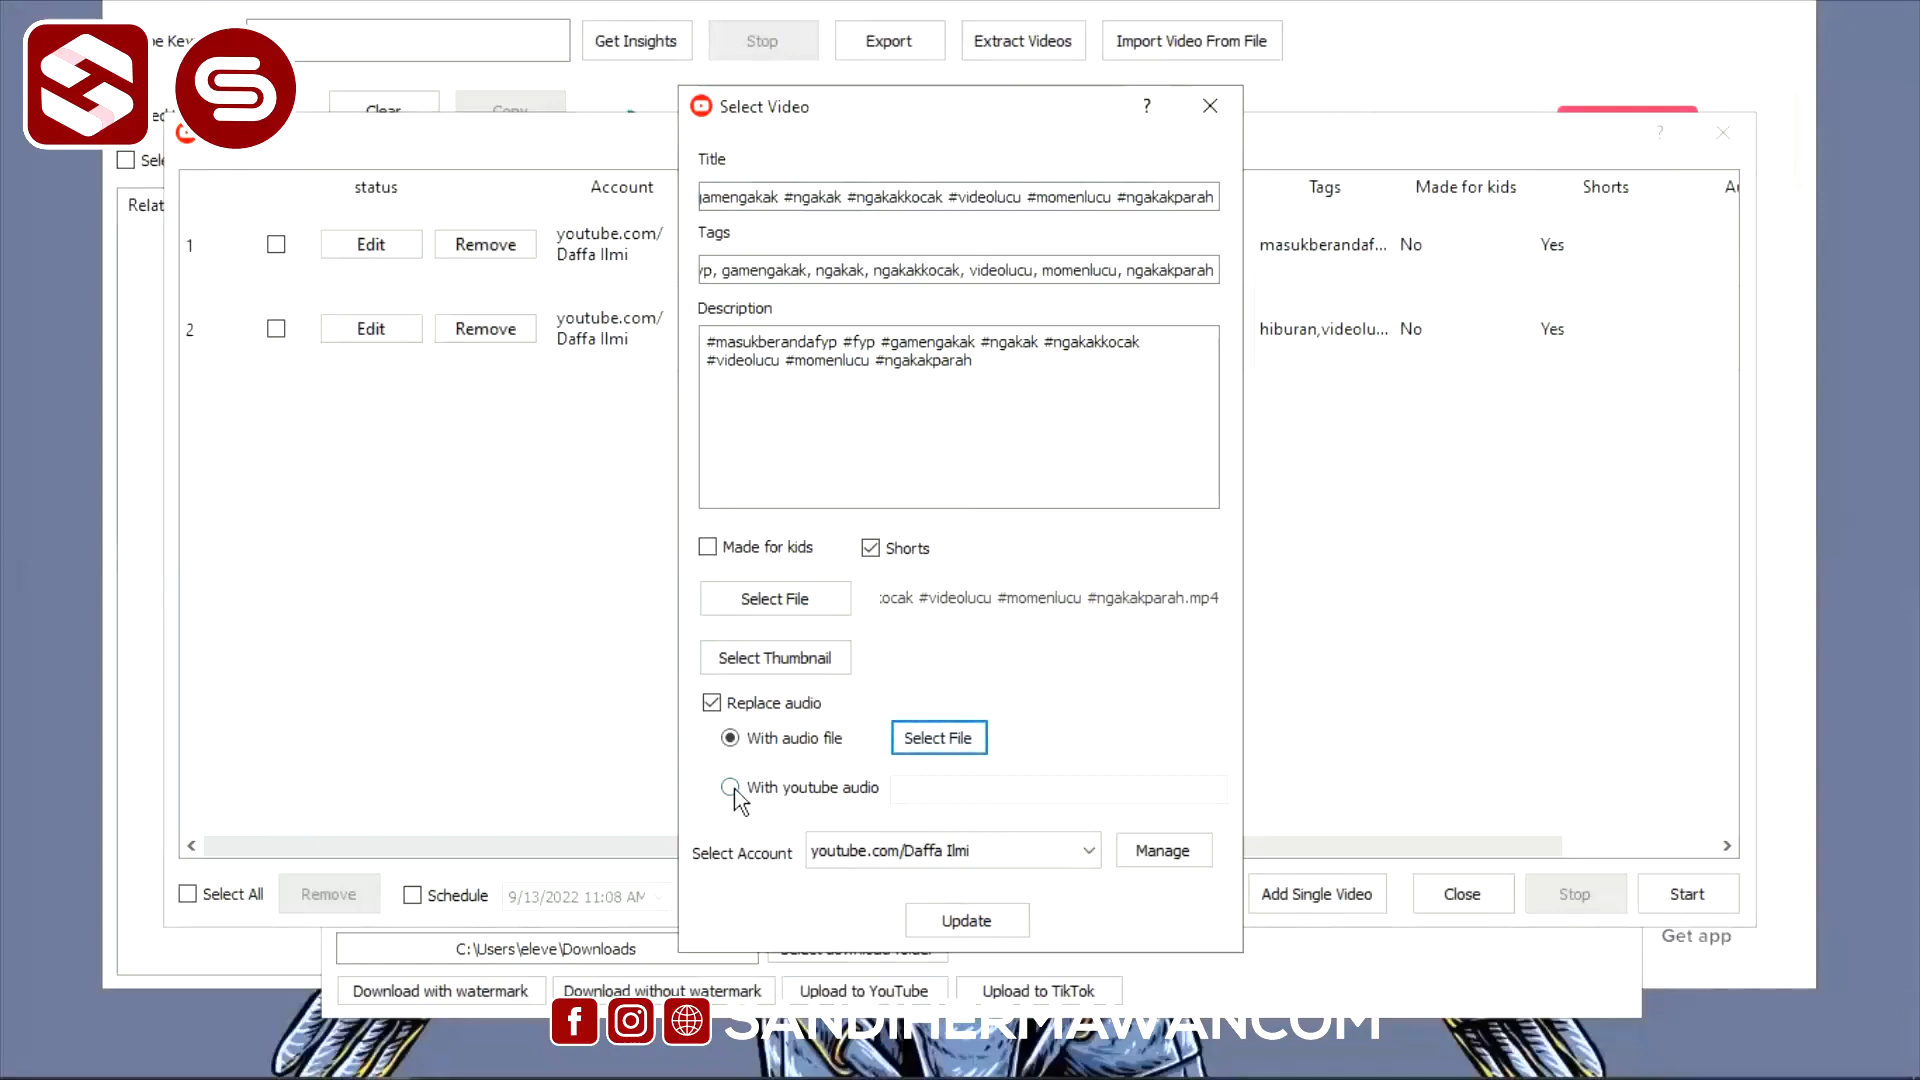 Get Insights
Stop
Export
Extract Videos
Import Video From File
Clear
Copy
Select Video
?
?
Title
gamengakak #ngakak #ngakakkocak #videolucu #momenlucu #ngakakparah
Tags
yp, gamengakak, ngakak, ngakakkocak, videolucu, momenlucu, ngakakparah
Description
#masukberandafyp #fyp #gamengakak #ngakak #ngakakkocak
#videolucu #momenlucu #ngakakparah
Made for kids
Shorts
Select File
:ocak #videolucu #momenlucu #ngakakparah.mp4
Select Thumbnail
Replace audio
With audio file
Select File
With youtube audio
Select Account
youtube.com/Daffa Ilmi
Manage
Update
status
Account
Tags
Made for kids
Shorts
1
Edit
Remove
youtube.com/
Daffa Ilmi
masukberandaf...
No
Yes
2
Edit
Remove
youtube.com/
Daffa Ilmi
hiburan,videolu...
No
Yes
Select All
Remove
Schedule
9/13/2022 11:08 AM
Add Single Video
Close
Stop
Start
C:\Users\eleve\Downloads
Get app
Download with watermark
Download without watermark
Upload to YouTube
Upload to TikTok
SANDIHERMAWANCOM